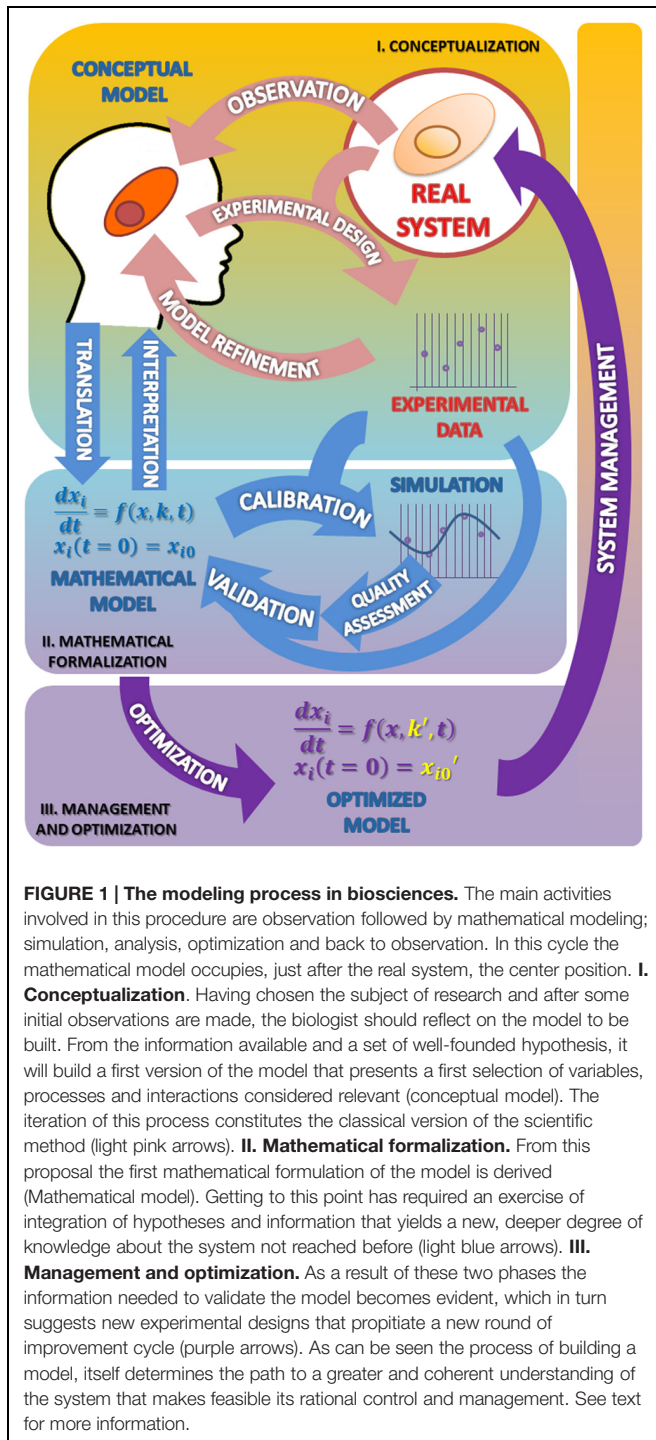 I. CONCEPTUALIZATION
CONCEPTUAL
MODEL
OBSERVATION
REAL
SYSTEM
EXPERIMENTAL DESIGN
MODEL REFINEMENT
EXPERIMENTAL
DATA
TRANSLATION
INTERPRETATION
SYSTEM MANAGEMENT
dx_i/dt = f(x, k, t)
x_i(t = 0) = x_{i0}
MATHEMATICAL
MODEL
CALIBRATION
SIMULATION
VALIDATION
QUALITY
ASSESSMENT
II. MATHEMATICAL
FORMALIZATION
OPTIMIZATION
dx_i/dt = f(x, k', t)
x_i(t = 0) = x_{i0}'
OPTIMIZED
MODEL
III. MANAGEMENT
AND OPTIMIZATION
FIGURE 1 | The modeling process in biosciences. The main activities
involved in this procedure are observation followed by mathematical modeling;
simulation, analysis, optimization and back to observation. In this cycle the
mathematical model occupies, just after the real system, the center position. I.
Conceptualization. Having chosen the subject of research and after some
initial observations are made, the biologist should reflect on the model to be
built. From the information available and a set of well-founded hypothesis, it
will build a first version of the model that presents a first selection of variables,
processes and interactions considered relevant (conceptual model). The
iteration of this process constitutes the classical version of the scientific
method (light pink arrows). II. Mathematical formalization. From this
proposal the first mathematical formulation of the model is derived
(Mathematical model). Getting to this point has required an exercise of
integration of hypotheses and information that yields a new, deeper degree of
knowledge about the system not reached before (light blue arrows). III.
Management and optimization. As a result of these two phases the
information needed to validate the model becomes evident, which in turn
suggests new experimental designs that propitiate a new round of
improvement cycle (purple arrows). As can be seen the process of building a
model, itself determines the path to a greater and coherent understanding of
the system that makes feasible its rational control and management. See text
for more information.